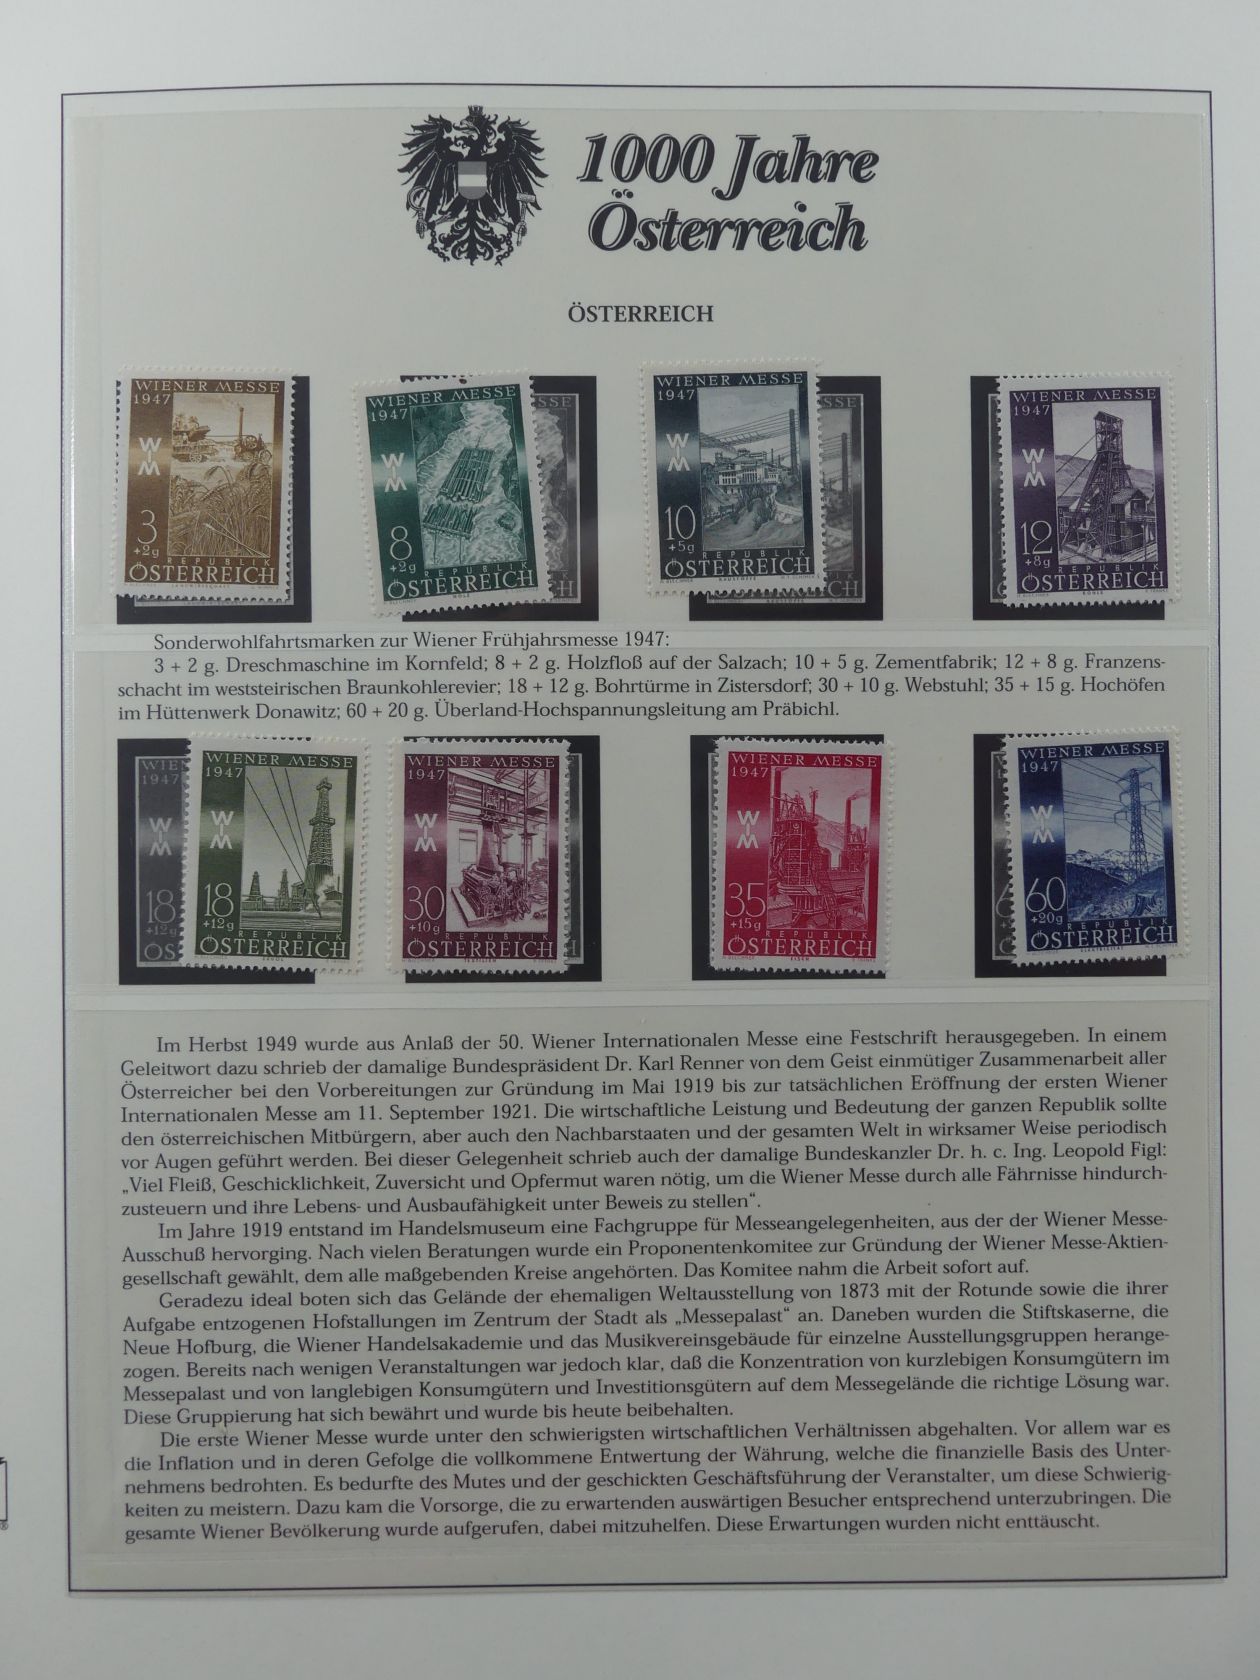 1000 Jahre
Österreich
ÖSTERREICH
WIENER MESSE
1947
WIM
3
+2g
REPUBLIK
ÖSTERREICH
LANDWIRTSCHAFT
WIENER MESSE
1947
WIM
8
+2g
REPUBLIK
ÖSTERREICH
HOLZ
WIENER MESSE
1947
WIM
10
+5g
REPUBLIK
ÖSTERREICH
BAUSTOFFE
WIENER MESSE
1947
WIM
12
+8g
REPUBLIK
ÖSTERREICH
KOHLE
Sonderwohlfahrtsmarken zur Wiener Frühjahrsmesse 1947:
3 + 2 g. Dreschmaschine im Kornfeld; 8 + 2 g. Holzfloß auf der Salzach; 10 + 5 g. Zementfabrik; 12 + 8 g. Franzens-
schacht im weststeirischen Braunkohlerevier; 18 + 12 g. Bohrtürme in Zistersdorf; 30 + 10 g. Webstuhl; 35 + 15 g. Hochöfen
im Hüttenwerk Donawitz; 60 + 20 g. Überland-Hochspannungsleitung am Präbichl.
WIENER MESSE
1947
WIM
18
+12g
REPUBLIK
ÖSTERREICH
ERDÖL
WIENER MESSE
1947
WIM
30
+10g
REPUBLIK
ÖSTERREICH
TEXTILIEN
WIENER MESSE
1947
WIM
35
+15g
REPUBLIK
ÖSTERREICH
EISEN
WIENER MESSE
1947
WIM
60
+20g
REPUBLIK
ÖSTERREICH
ELEKTRIZITÄT
Im Herbst 1949 wurde aus Anlaß der 50. Wiener Internationalen Messe eine Festschrift herausgegeben. In einem
Geleitwort dazu schrieb der damalige Bundespräsident Dr. Karl Renner von dem Geist einmütiger Zusammenarbeit aller
Österreicher bei den Vorbereitungen zur Gründung im Mai 1919 bis zur tatsächlichen Eröffnung der ersten Wiener
Internationalen Messe am 11. September 1921. Die wirtschaftliche Leistung und Bedeutung der ganzen Republik sollte
den österreichischen Mitbürgern, aber auch den Nachbarstaaten und der gesamten Welt in wirksamer Weise periodisch
vor Augen geführt werden. Bei dieser Gelegenheit schrieb auch der damalige Bundeskanzler Dr. h. c. Ing. Leopold Figl:
„Viel Fleiß, Geschicklichkeit, Zuversicht und Opfermut waren nötig, um die Wiener Messe durch alle Fährnisse hindurch-
zusteuern und ihre Lebens- und Ausbaufähigkeit unter Beweis zu stellen“.
Im Jahre 1919 entstand im Handelsmuseum eine Fachgruppe für Messeangelegenheiten, aus der der Wiener Messe-
Ausschuß hervorging. Nach vielen Beratungen wurde ein Proponentenkomitee zur Gründung der Wiener Messe-Aktien-
gesellschaft gewählt, dem alle maßgebenden Kreise angehörten. Das Komitee nahm die Arbeit sofort auf.
Geradezu ideal boten sich das Gelände der ehemaligen Weltausstellung von 1873 mit der Rotunde sowie die ihrer
Aufgabe entzogenen Hofstallungen im Zentrum der Stadt als „Messepalast“ an. Daneben wurden die Stiftskaserne, die
Neue Hofburg, die Wiener Handelsakademie und das Musikvereinsgebäude für einzelne Ausstellungsgruppen herange-
zogen. Bereits nach wenigen Veranstaltungen war jedoch klar, daß die Konzentration von kurzlebigen Konsumgütern im
Messepalast und von langlebigen Konsumgütern und Investitionsgütern auf dem Messegelände die richtige Lösung war.
Diese Gruppierung hat sich bewährt und wurde bis heute beibehalten.
Die erste Wiener Messe wurde unter den schwierigsten wirtschaftlichen Verhältnissen abgehalten. Vor allem war es
die Inflation und in deren Gefolge die vollkommene Entwertung der Währung, welche die finanzielle Basis des Unter-
nehmens bedrohten. Es bedurfte des Mutes und der geschickten Geschäftsführung der Veranstalter, um diese Schwierig-
keiten zu meistern. Dazu kam die Vorsorge, die zu erwartenden auswärtigen Besucher entsprechend unterzubringen. Die
gesamte Wiener Bevölkerung wurde aufgerufen, dabei mitzuhelfen. Diese Erwartungen wurden nicht enttäuscht.